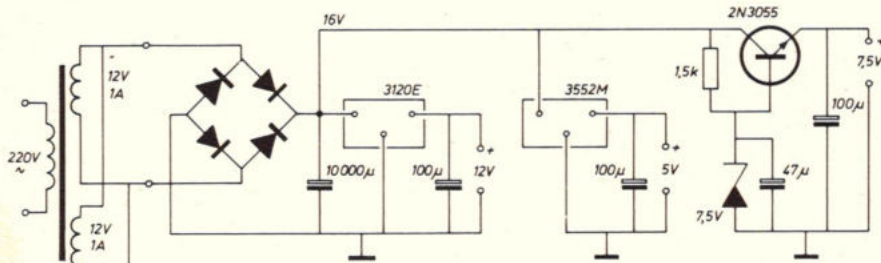 2N3055
16V
+
12V
1A
3120E
3552M
1,5k
7,5V
100µ
220V
~
10 000µ
100µ
+
12V
100µ
+
5V
47µ
12V
1A
7,5V